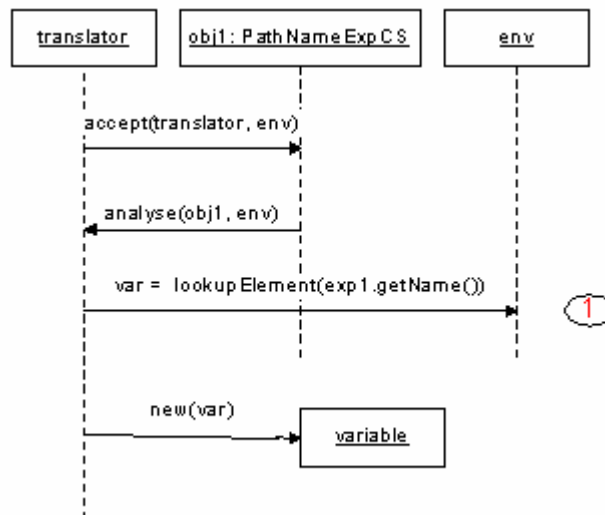 translator
obj1: PathNameExpCS
env
accept(translator, env)
analyse(obj1, env)
var = lookupElement(exp1.getName())
1
new(var)
variable